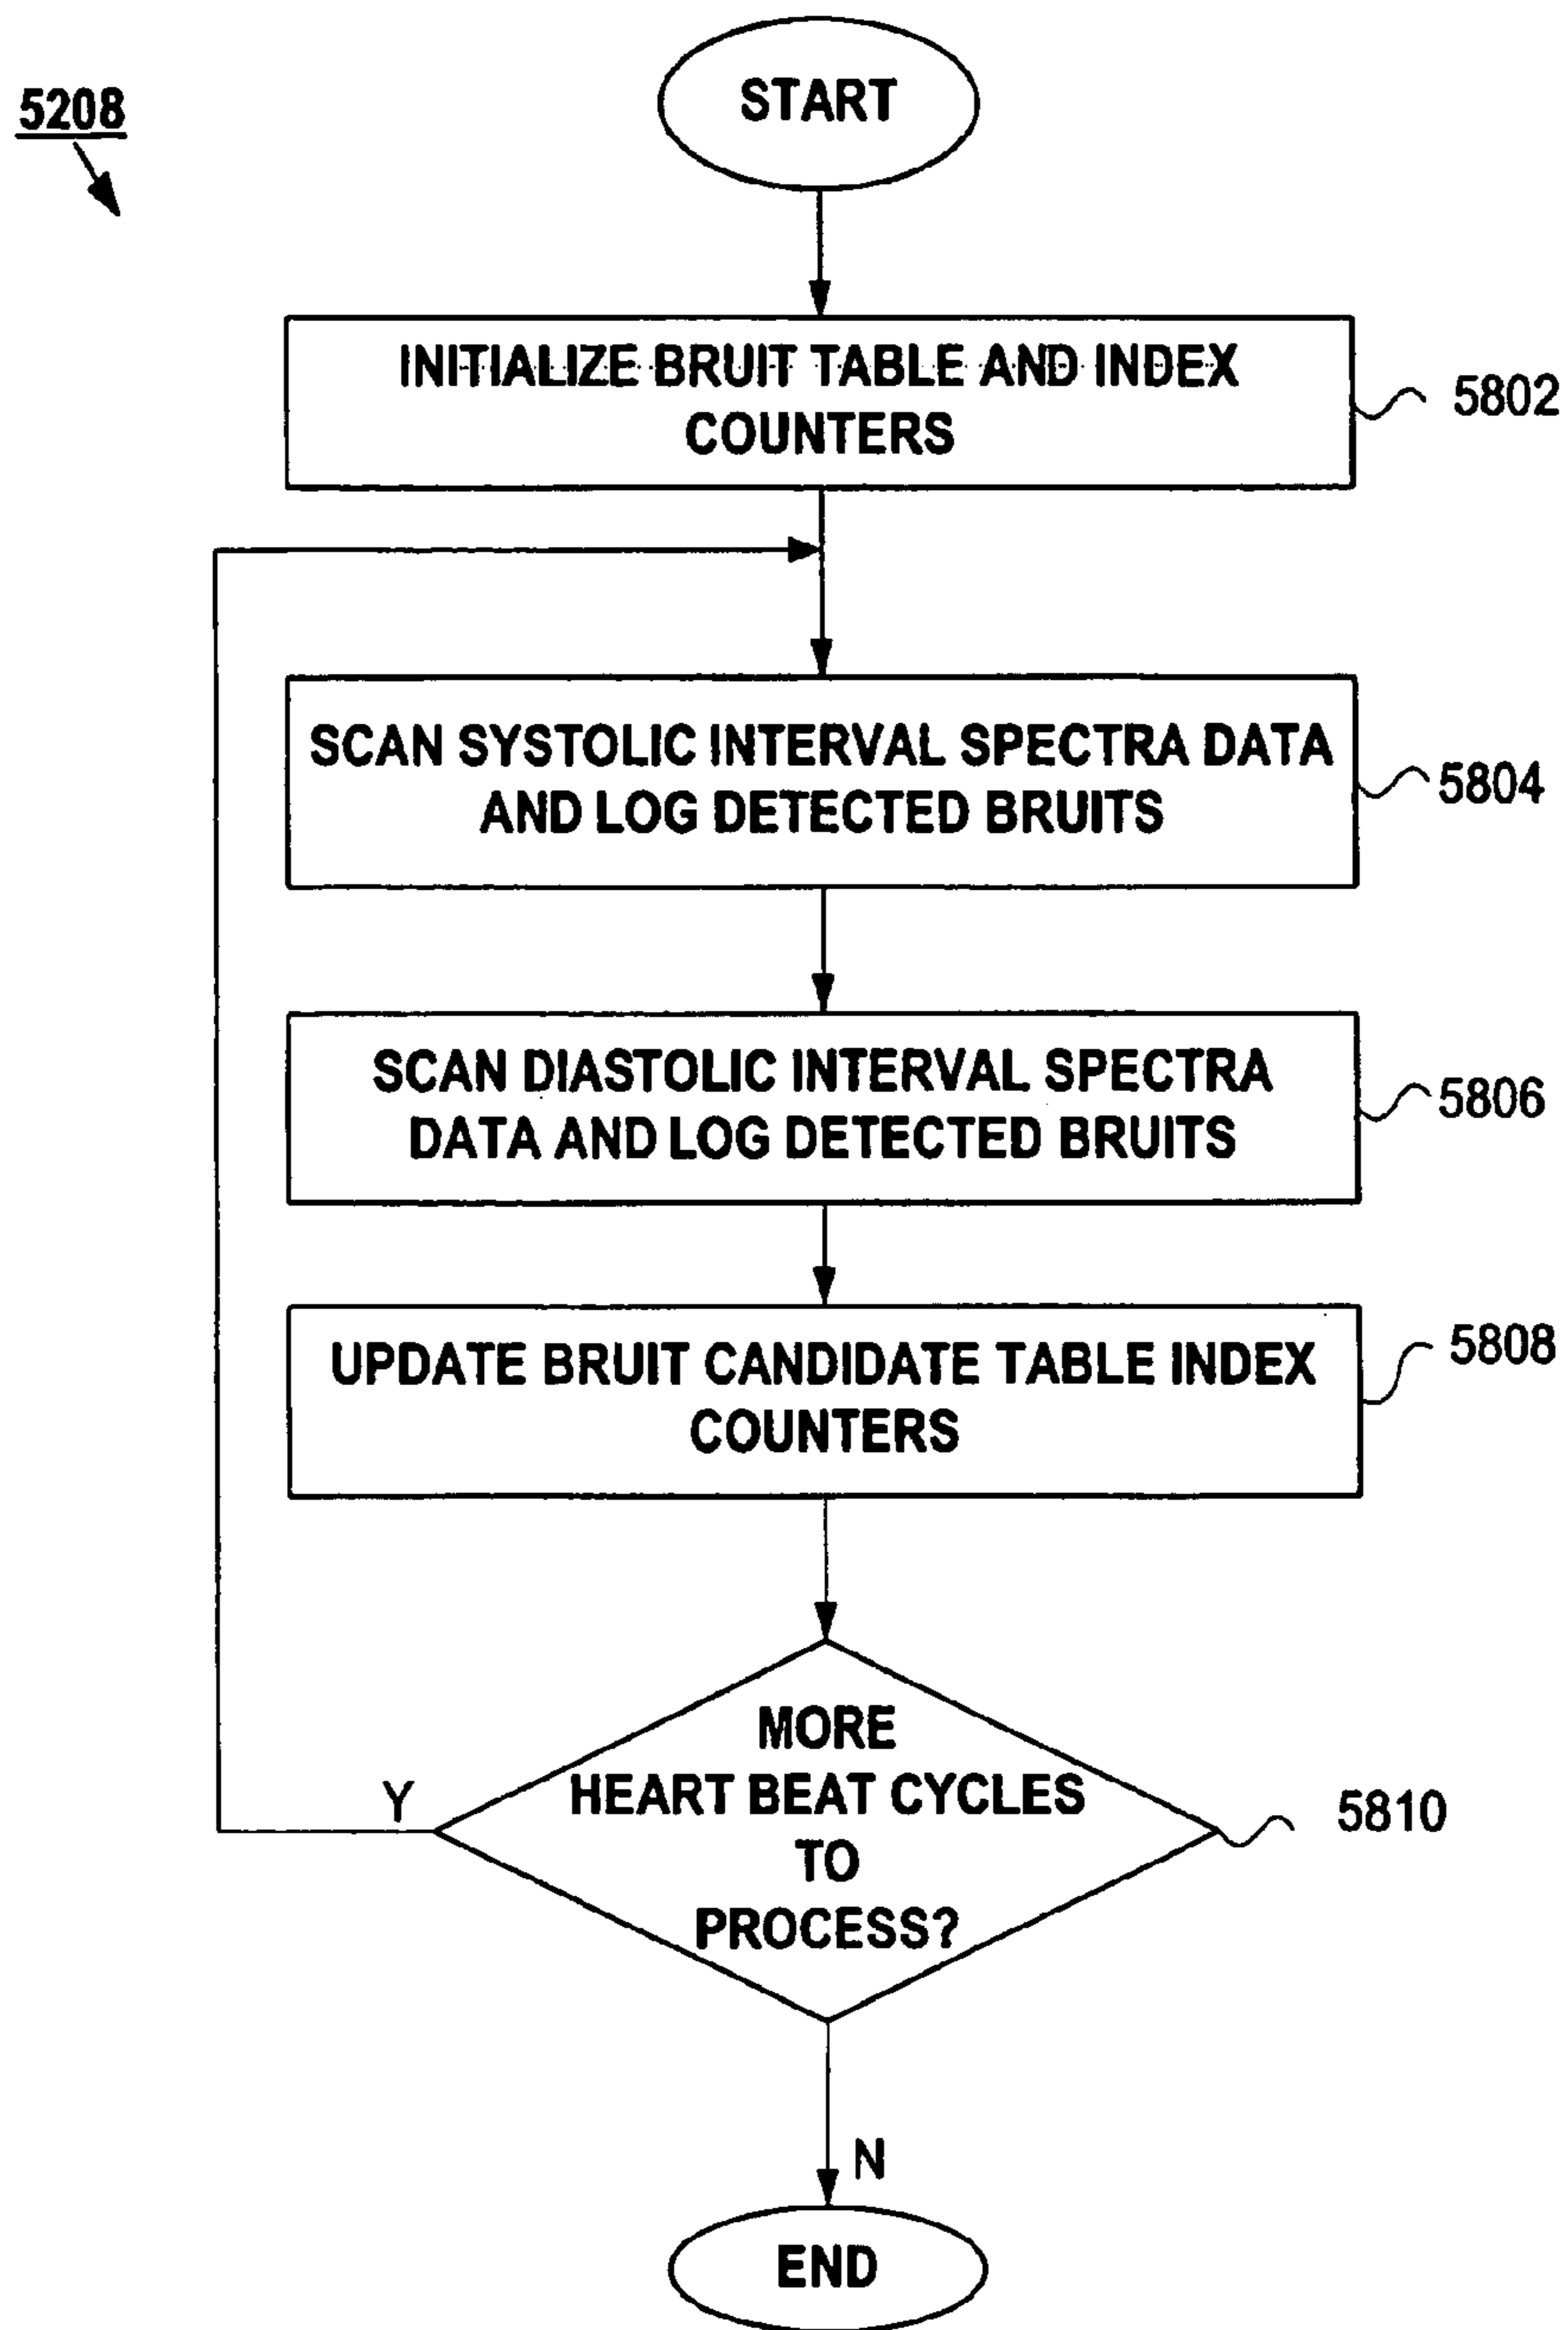 5208
START
INITIALIZE BRUIT TABLE AND INDEX
COUNTERS
5802
SCAN SYSTOLIC INTERVAL SPECTRA DATA
AND LOG DETECTED BRUITS
5804
SCAN DIASTOLIC INTERVAL SPECTRA
DATA AND LOG DETECTED BRUITS
5806
UPDATE BRUIT CANDIDATE TABLE INDEX
COUNTERS
5808
MORE
HEART BEAT CYCLES
TO
PROCESS?
Y
5810
N
END